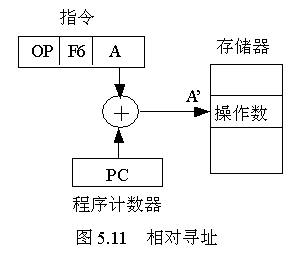 指令
存储器
OP F6 A
A'
操作数
+
PC
程序计数器
图 5.11 相对寻址